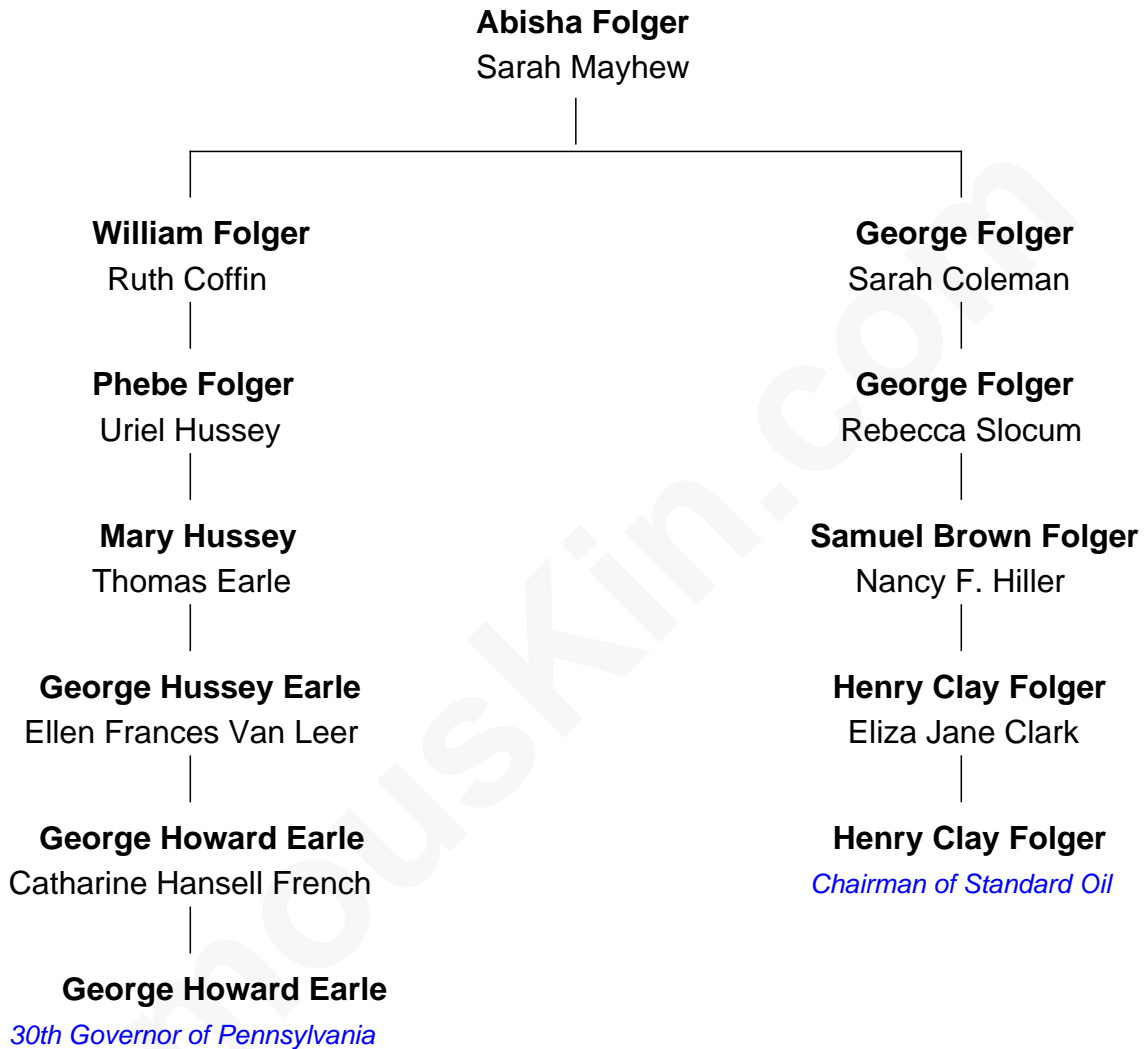 Abisha Folger
Sarah Mayhew
William Folger
Ruth Coffin
George Folger
Sarah Coleman
Phebe Folger
Uriel Hussey
George Folger
Rebecca Slocum
Mary Hussey
Thomas Earle
Samuel Brown Folger
Nancy F. Hiller
George Hussey Earle
Ellen Frances Van Leer
Henry Clay Folger
Eliza Jane Clark
George Howard Earle
Catharine Hansell French
Henry Clay Folger
Chairman of Standard Oil
George Howard Earle
30th Governor of Pennsylvania
mousKin.com